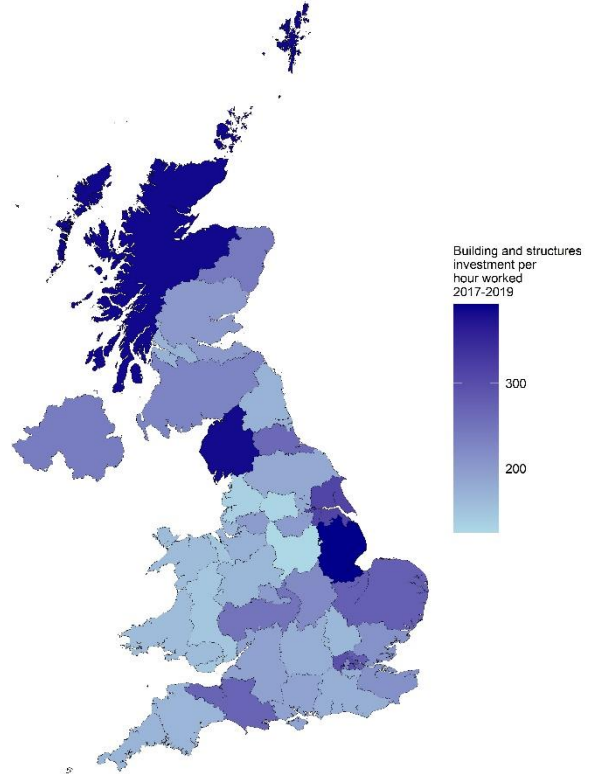 Building and structures
investment per
hour worked
2017-2019
300
200